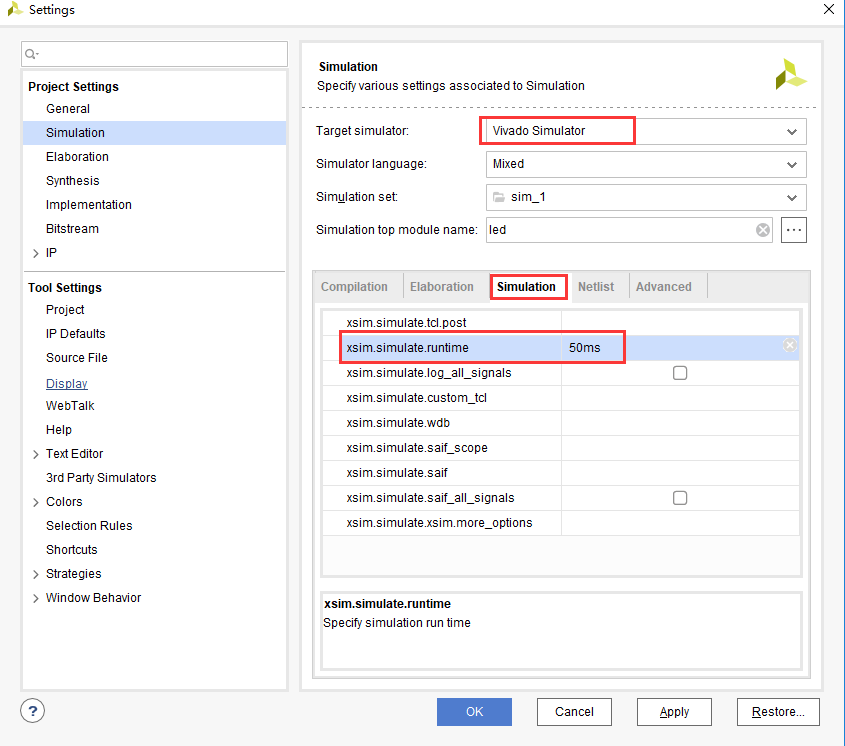 Settings
Project Settings
General
Simulation
Elaboration
Synthesis
Implementation
Bitstream
IP
Tool Settings
Project
IP Defaults
Source File
Display
WebTalk
Help
Text Editor
3rd Party Simulators
Colors
Selection Rules
Shortcuts
Strategies
Window Behavior
Simulation
Specify various settings associated to Simulation
Target simulator: Vivado Simulator
Simulator language: Mixed
Simulation set: sim_1
Simulation top module name: led
Compilation Elaboration Simulation Netlist Advanced
xsim.simulate.tcl.post
xsim.simulate.runtime 50ms
xsim.simulate.log_all_signals
xsim.simulate.custom_tcl
xsim.simulate.wdb
xsim.simulate.saif_scope
xsim.simulate.saif
xsim.simulate.saif_all_signals
xsim.simulate.xsim.more_options
xsim.simulate.runtime
Specify simulation run time
? OK Cancel Apply Restore...